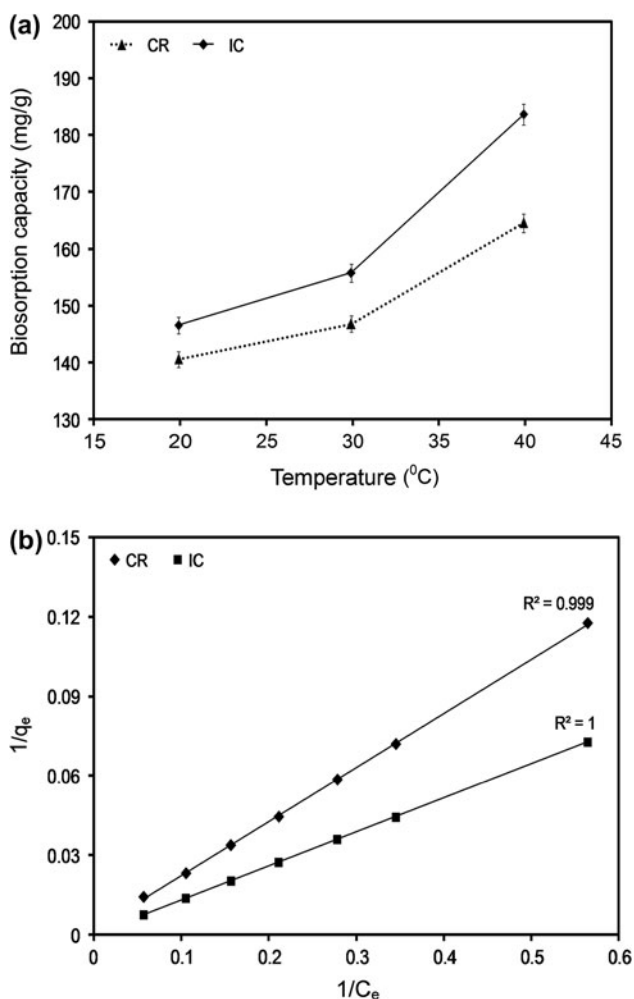 (a)
200
190
180
170
160
150
140
130
CR IC
Biosorption capacity (mg/g)
15 20 25 30 35 40 45
Temperature (⁰C)
(b)
0.15
0.12
0.09
0.06
0.03
0
CR IC
R² = 0.999
R² = 1
1/qₑ
0 0.1 0.2 0.3 0.4 0.5 0.6
1/Cₑ